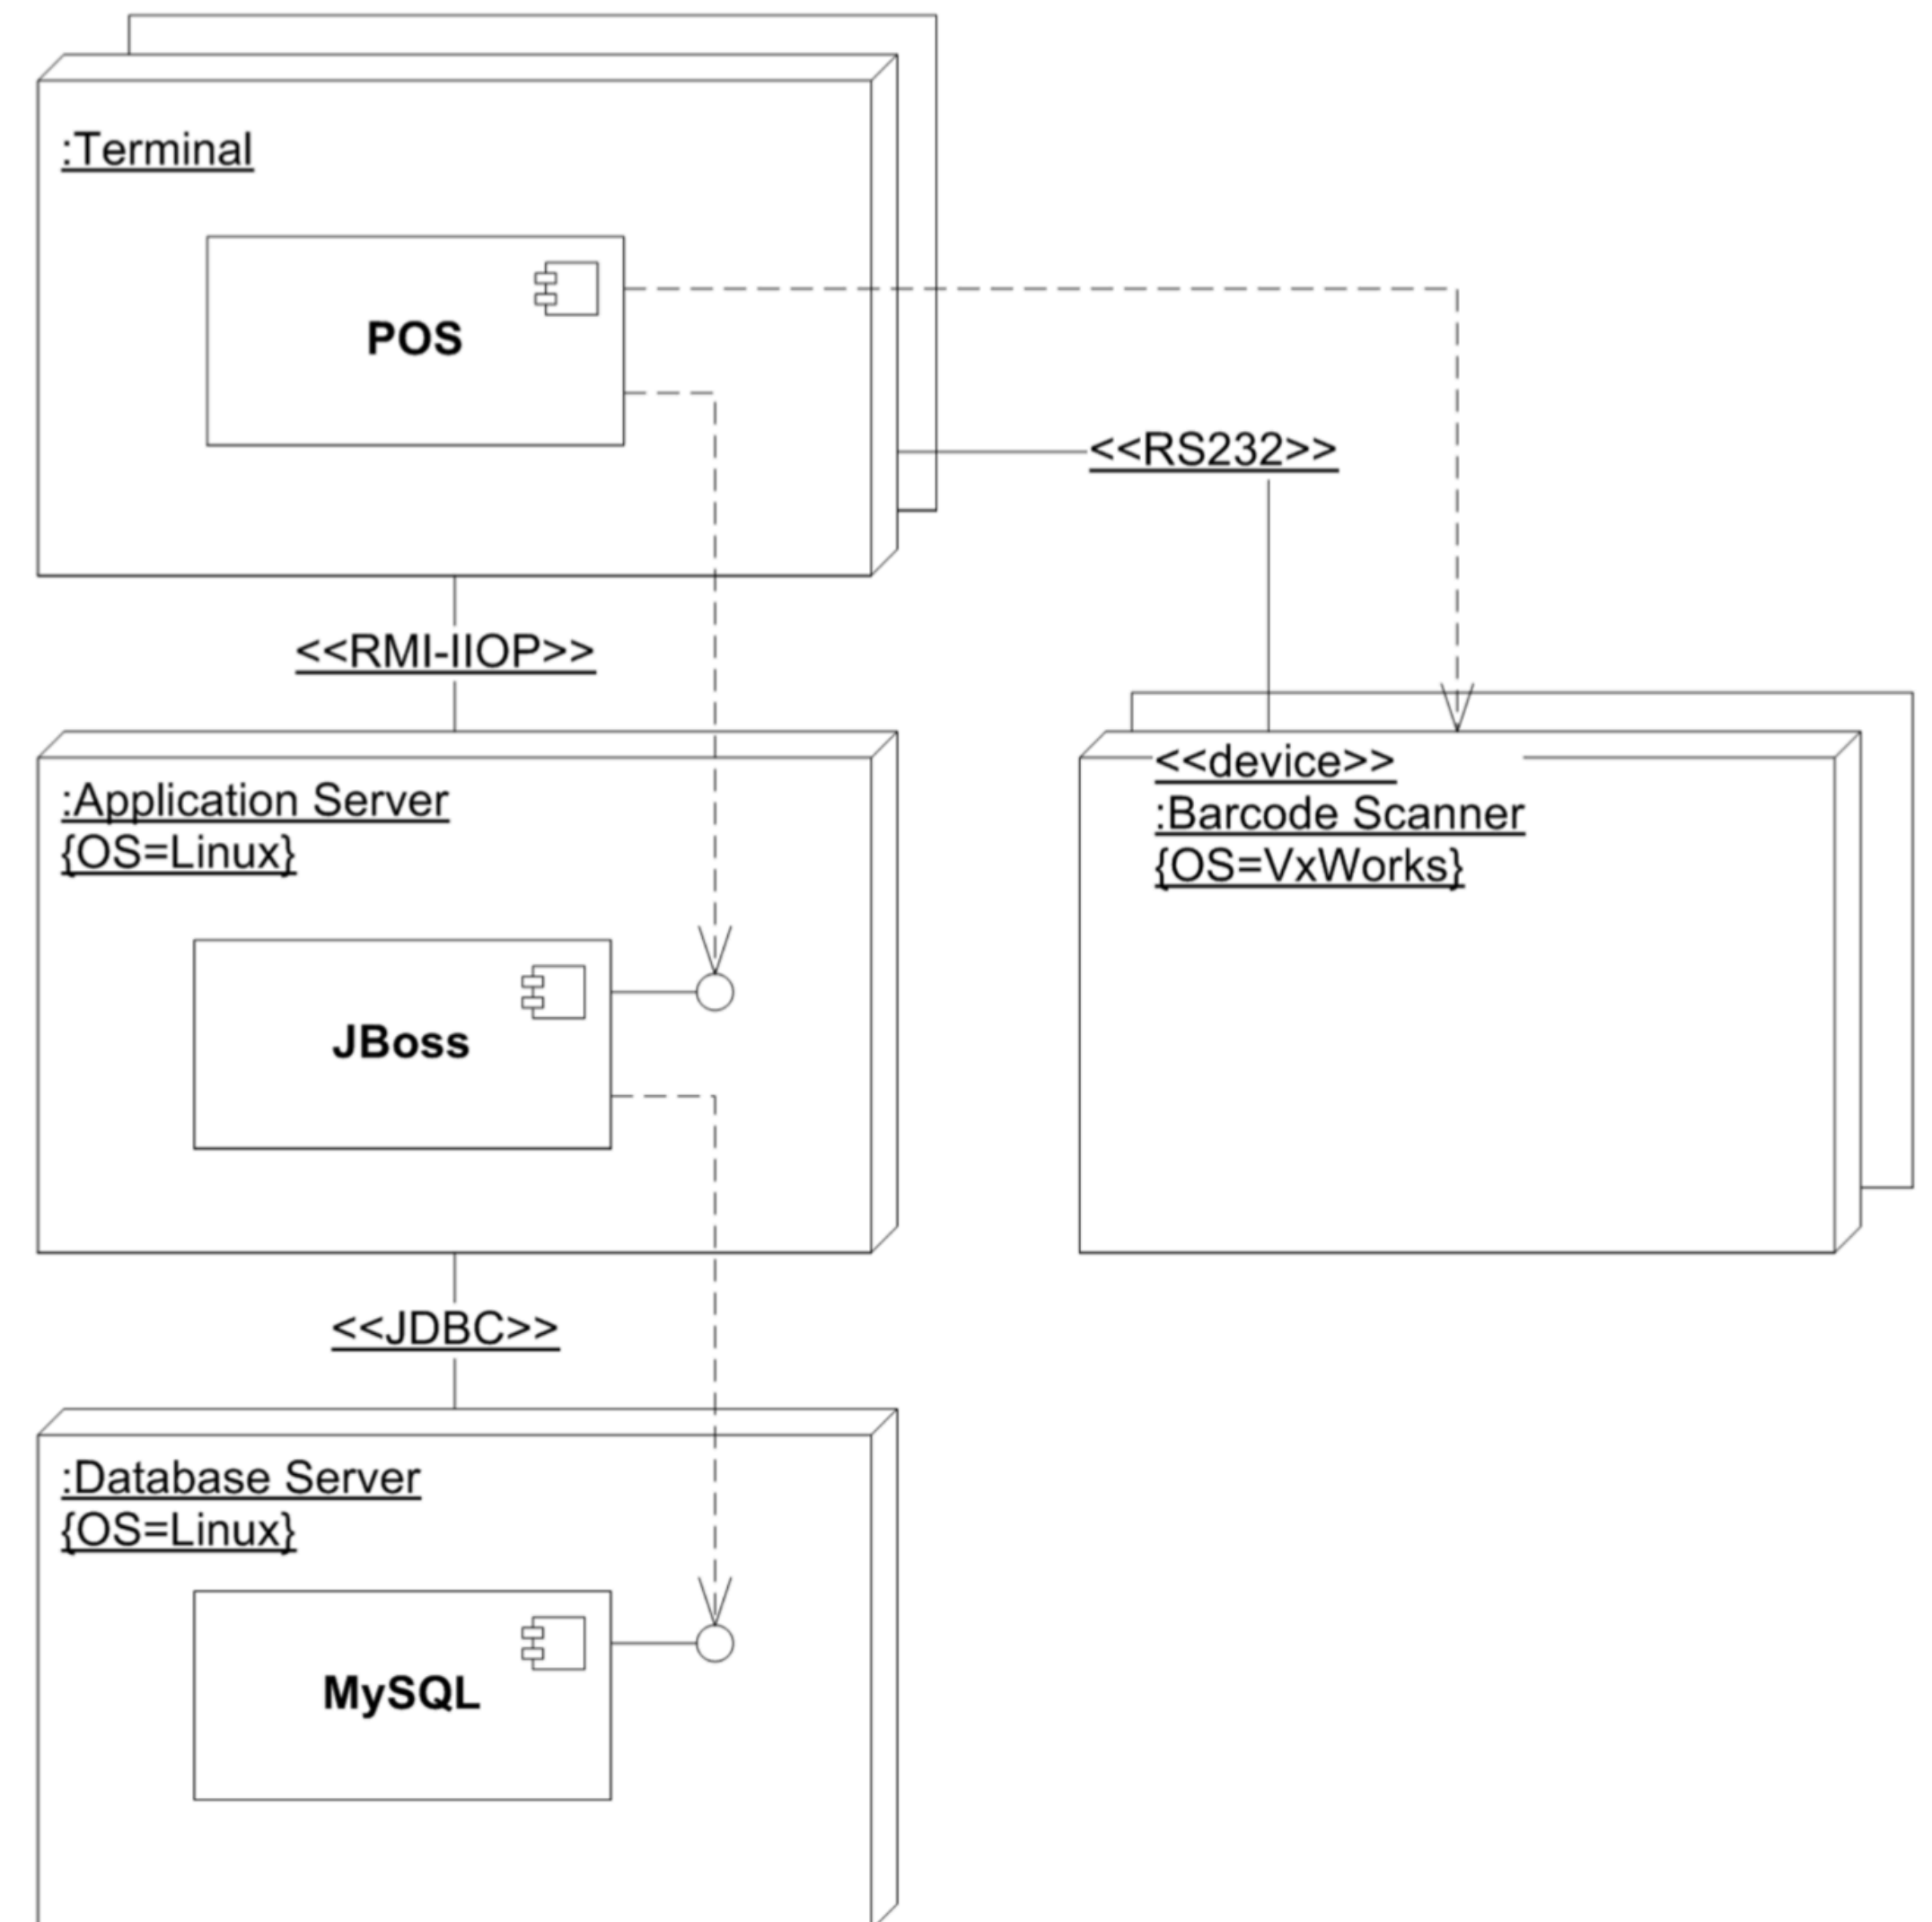 :Terminal
POS
<<RS232>>
<<RMI-IIOP>>
:Application Server
{OS=Linux}
JBoss
<<device>>
:Barcode Scanner
{OS=VxWorks}
<<JDBC>>
:Database Server
{OS=Linux}
MySQL